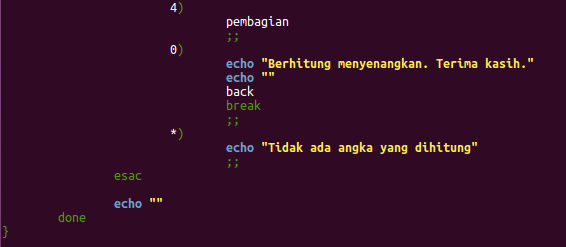 4)
pembagian
;;
0)
echo "Berhitung menyenangkan. Terima kasih."
echo ""
back
break
;;
*)
echo "Tidak ada angka yang dihitung"
;;
esac
echo ""
done
}